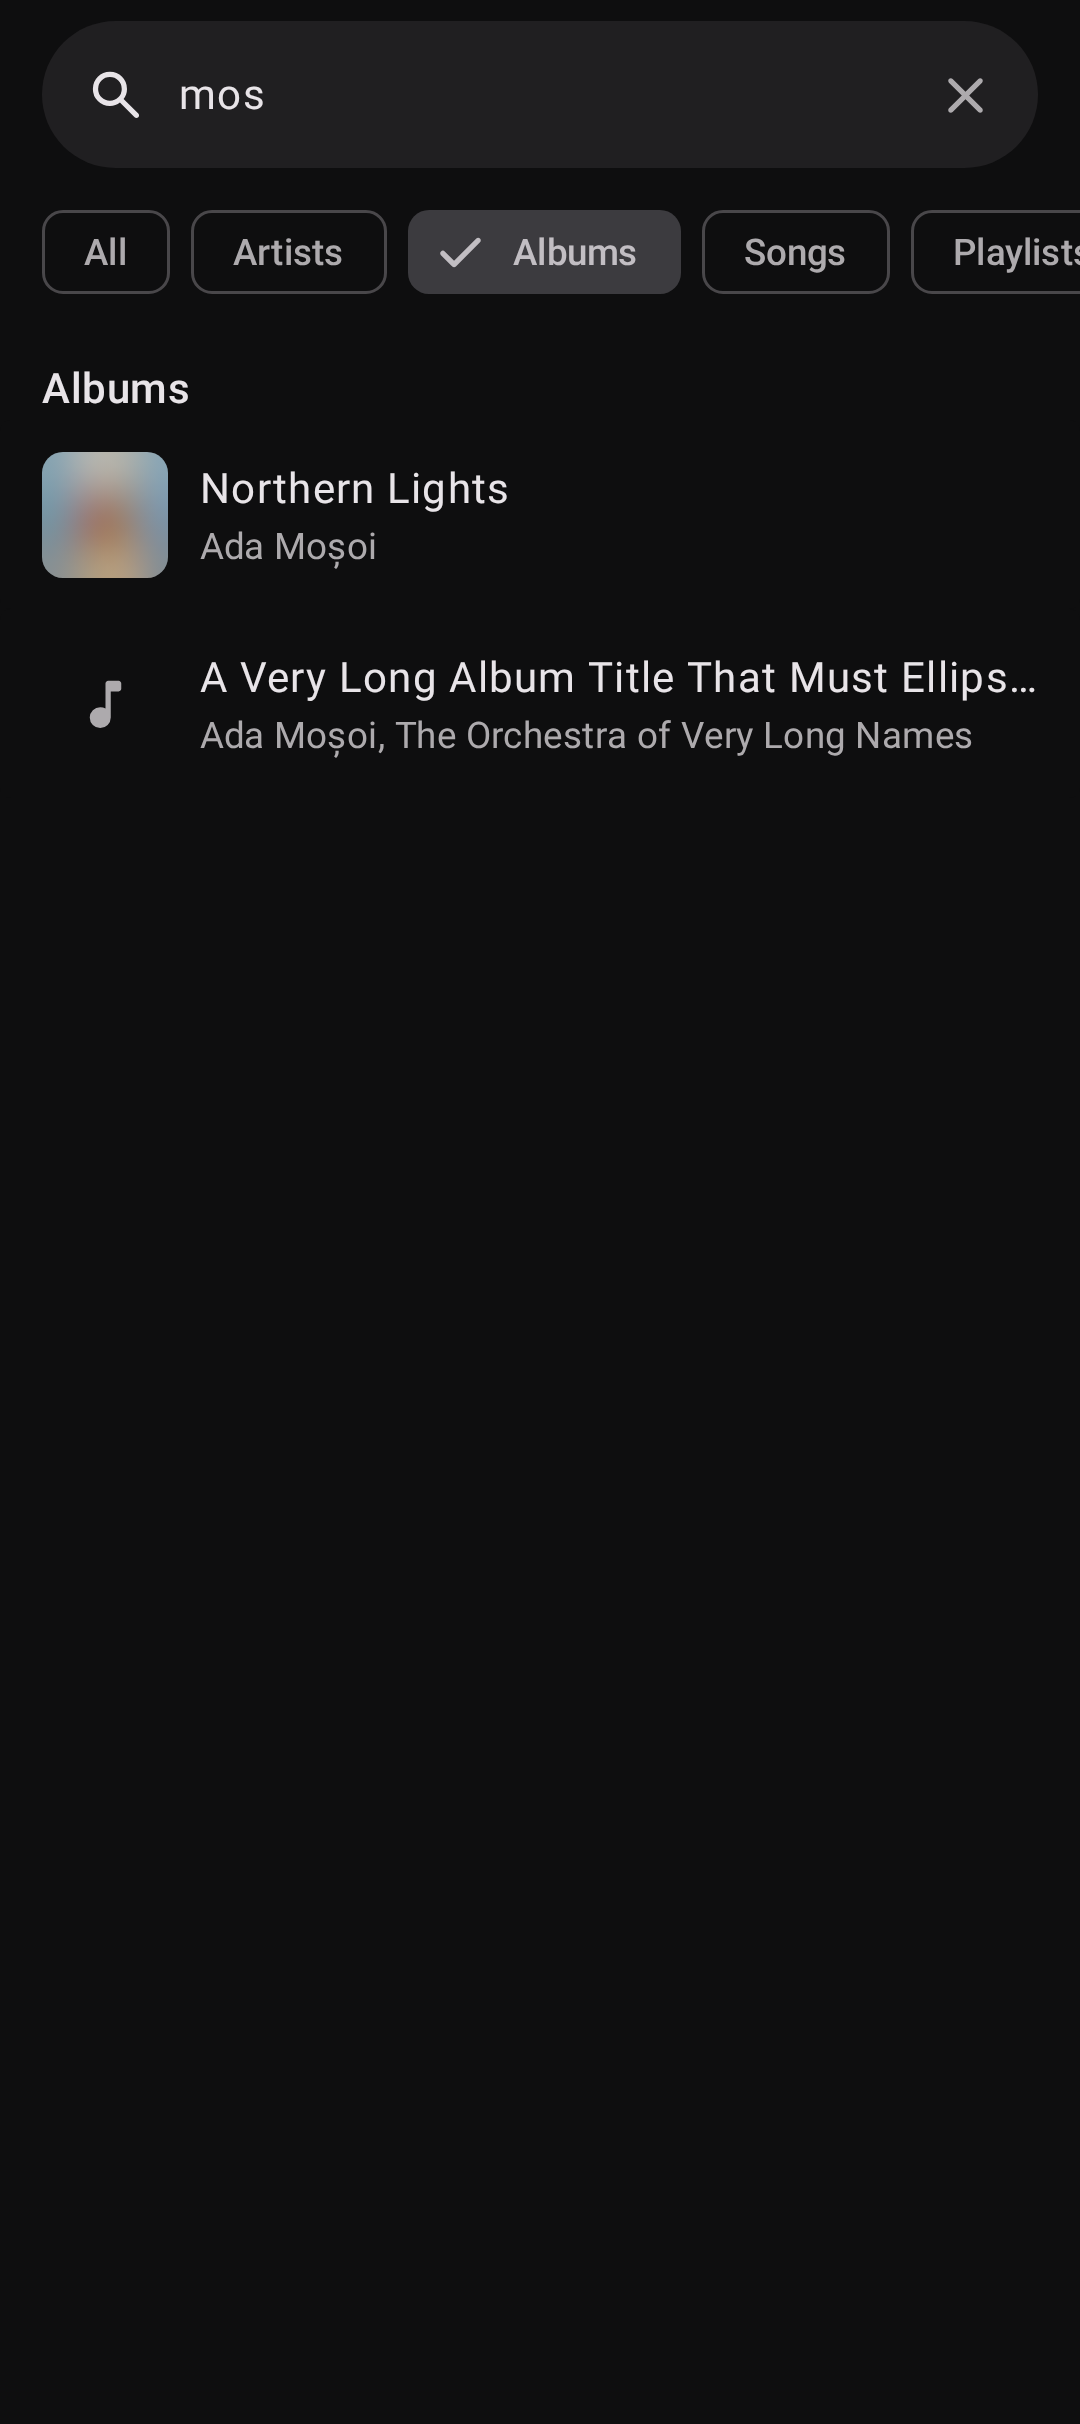 mos
All Artists Albums Songs Playlists
Albums
Northern Lights
Ada Moșoi
A Very Long Album Title That Must Ellips…
Ada Moșoi, The Orchestra of Very Long Names